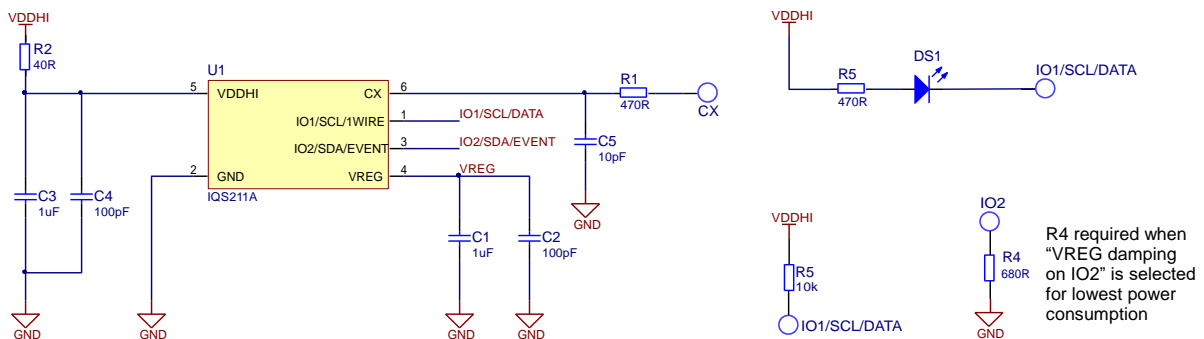 VDDHI
R2
40R
U1
5
VDDHI
CX
6
R1
470R
CX
IO1/SCL/1WIRE
1
IO1/SCL/DATA
IO2/SDA/EVENT
3
IO2/SDA/EVENT
C5
10pF
2
GND
VREG
4
VREG
IQS211A
C3
1uF
C4
100pF
C1
1uF
C2
100pF
GND
GND
GND
GND
GND
GND
VDDHI
R5
470R
DS1
IO1/SCL/DATA
VDDHI
R5
10k
IO1/SCL/DATA
IO2
R4
680R
GND
R4 required when
“VREG damping
on IO2” is selected
for lowest power
consumption